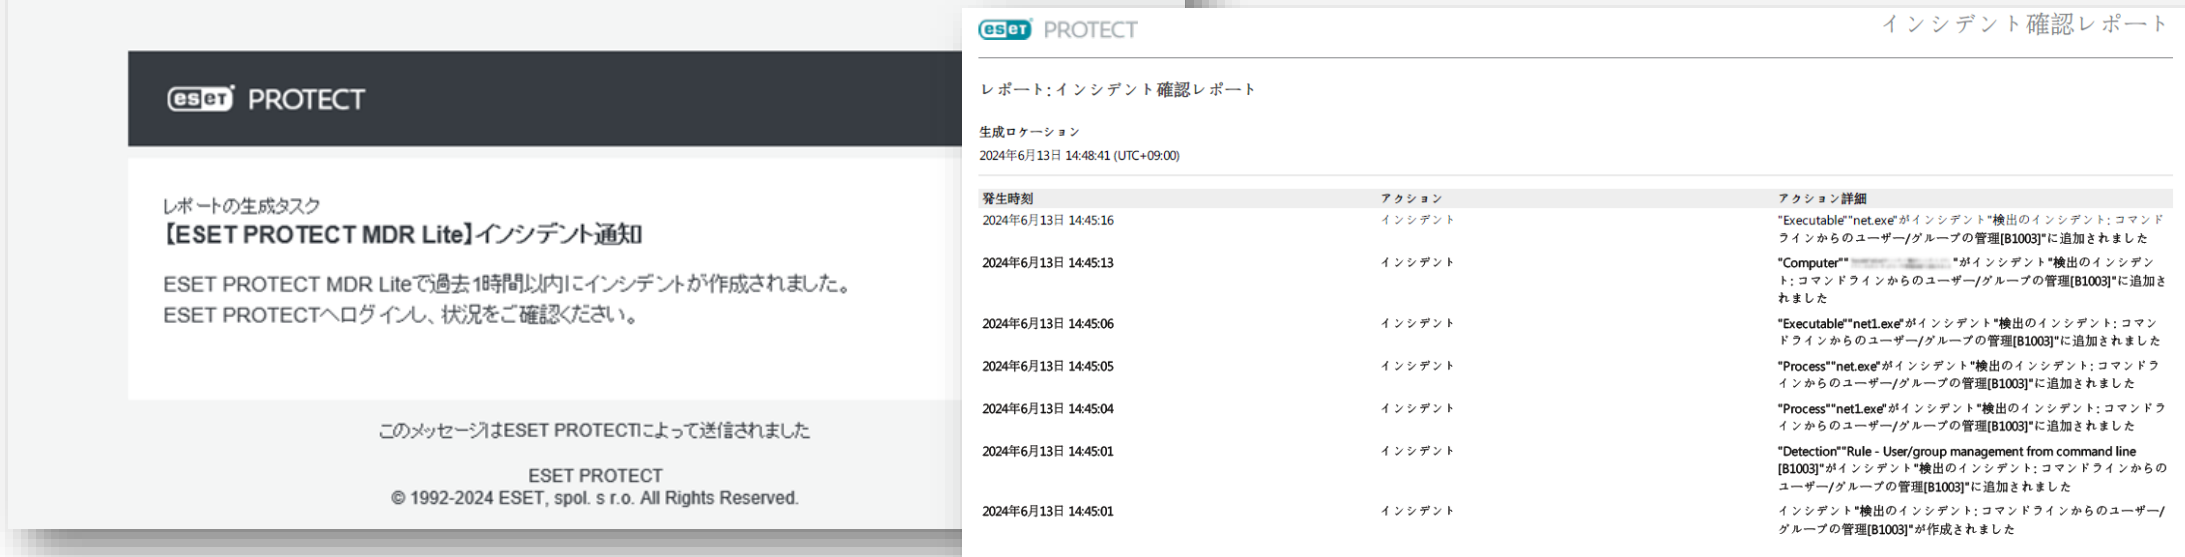 eset PROTECT
レポートの生成タスク
【ESET PROTECT MDR Lite】インシデント通知
ESET PROTECT MDR Liteで過去1時間以内にインシデントが作成されました。
ESET PROTECTへログインし、状況をご確認ください。
このメッセージはESET PROTECTによって送信されました
ESET PROTECT
© 1992-2024 ESET, spol. s r.o. All Rights Reserved.
eset PROTECT
インシデント確認レポート
レポート: インシデント確認レポート
生成ロケーション
2024年6月13日 14:48:41 (UTC+09:00)
発生時刻 アクション アクション詳細
2024年6月13日 14:45:16 インシデント "Executable""net.exe"がインシデント"検出のインシデント: コマンド
ラインからのユーザー/グループの管理[B1003]"に追加されました
2024年6月13日 14:45:13 インシデント "Computer"" "がインシデント"検出のインシデン
ト: コマンドラインからのユーザー/グループの管理[B1003]"に追加さ
れました
2024年6月13日 14:45:06 インシデント "Executable""net1.exe"がインシデント"検出のインシデント: コマン
ドラインからのユーザー/グループの管理[B1003]"に追加されました
2024年6月13日 14:45:05 インシデント "Process""net.exe"がインシデント"検出のインシデント: コマンドラ
インからのユーザー/グループの管理[B1003]"に追加されました
2024年6月13日 14:45:04 インシデント "Process""net1.exe"がインシデント"検出のインシデント: コマンドラ
インからのユーザー/グループの管理[B1003]"に追加されました
2024年6月13日 14:45:01 インシデント "Detection""Rule - User/group management from command line
[B1003]"がインシデント"検出のインシデント: コマンドラインからの
ユーザー/グループの管理[B1003]"に追加されました
2024年6月13日 14:45:01 インシデント インシデント"検出のインシデント: コマンドラインからのユーザー/
グループの管理[B1003]"が作成されました